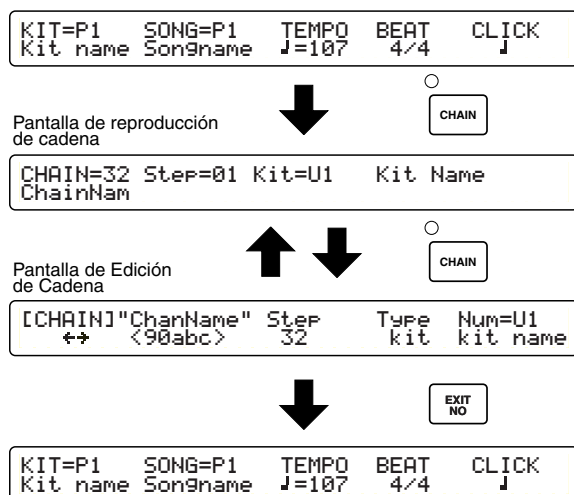 KIT=P1 SONG=P1 TEMPO BEAT CLICK
Kit name Songname ♩=107 4/4 ♩
CHAIN
Pantalla de reproducción
de cadena
CHAIN=32 Step=01 Kit=U1 Kit Name
ChainNam
CHAIN
Pantalla de Edición
de Cadena
[CHAIN]"ChanName" Step Type Num=U1
↔ <90abc> 32 kit kit name
EXIT
NO
KIT=P1 SONG=P1 TEMPO BEAT CLICK
Kit name Songname ♩=107 4/4 ♩